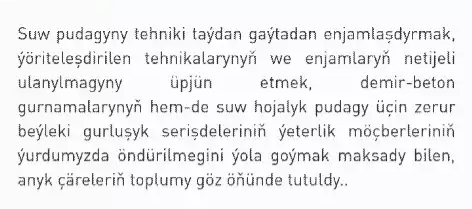 Suw pudagyny tehniki taýdan gaýtadan enjamlaşdyrmak,
ýöriteleşdirilen tehnikalarynyň we enjamlaryň netijeli
ulanylmagyny üpjün etmek, demir-beton
gurnamalarynyň hem-de suw hojalyk pudagy üçin zerur
beýleki gurluşyk serişdeleriniň ýeterlik möçberleriniň
ýurdumyzda öndürilmegini ýola goýmak maksady bilen,
anyk çäreleriň toplumy göz öňünde tutuldy..